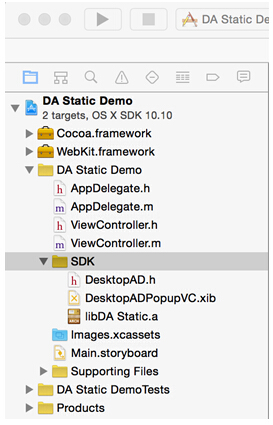 DA Static Demo
DA Static Demo
2 targets, OS X SDK 10.10
Cocoa.framework
WebKit.framework
DA Static Demo
h AppDelegate.h
m AppDelegate.m
h ViewController.h
m ViewController.m
SDK
h DesktopAD.h
DesktopADPopupVC.xib
libDA Static.a
Images.xcassets
Main.storyboard
Supporting Files
DA Static DemoTests
Products